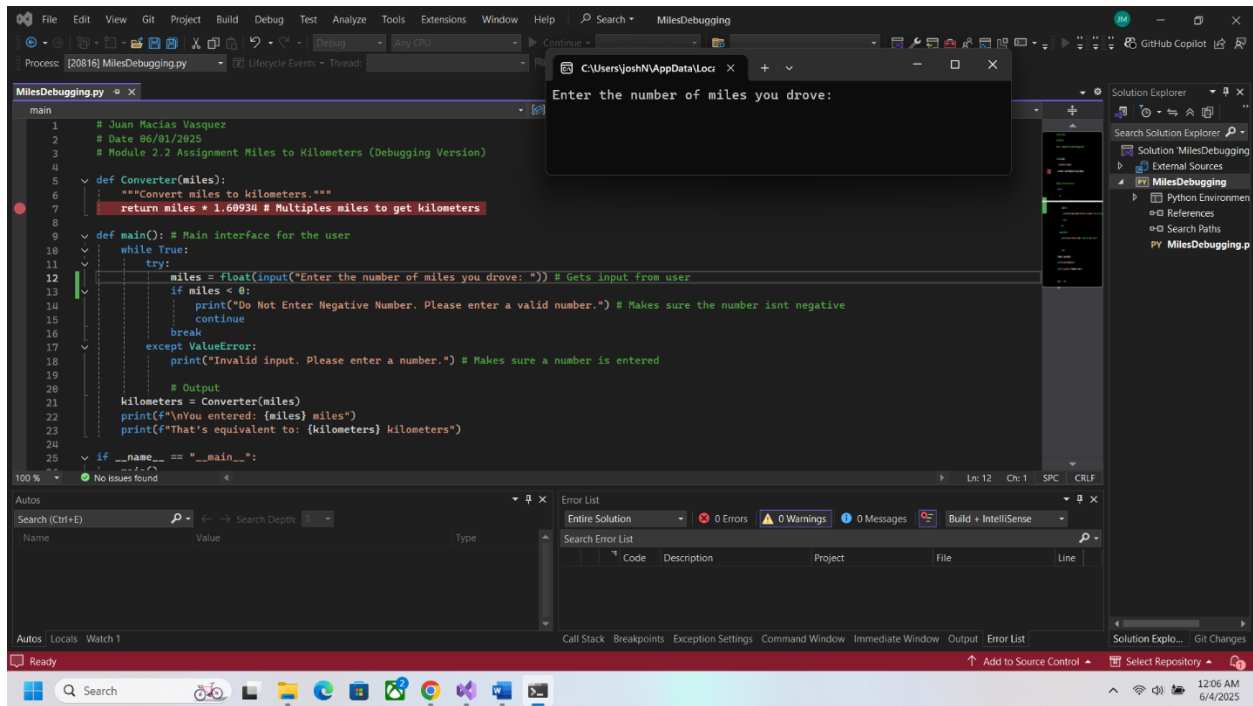 File Edit View Git Project Build Debug Test Analyze Tools Extensions Window Help Search MilesDebugging JM
Debug Any CPU Continue GitHub Copilot
Process: [20816] MilesDebugging.py Lifecycle Events Thread:
C:\Users\joshN\AppData\Loca
Enter the number of miles you drove:
MilesDebugging.py
main
1 # Juan Macias Vasquez
2 # Date 06/01/2025
3 # Module 2.2 Assignment Miles to Kilometers (Debugging Version)
4
5 def Converter(miles):
6 """Convert miles to kilometers."""
7 return miles * 1.60934 # Multiples miles to get kilometers
8
9 def main(): # Main interface for the user
10 while True:
11 try:
12 miles = float(input("Enter the number of miles you drove: ")) # Gets input from user
13 if miles < 0:
14 print("Do Not Enter Negative Number. Please enter a valid number.") # Makes sure the number isnt negative
15 continue
16 break
17 except ValueError:
18 print("Invalid input. Please enter a number.") # Makes sure a number is entered
19
20 # Output
21 kilometers = Converter(miles)
22 print(f"\nYou entered: {miles} miles")
23 print(f"That's equivalent to: {kilometers} kilometers")
24
25 if __name__ == "__main__":
100 % No issues found Ln: 12 Ch: 1 SPC CRLF
Solution Explorer
Search Solution Explorer
Solution 'MilesDebugging
External Sources
PY MilesDebugging
Python Environmen
References
Search Paths
PY MilesDebugging.p
Autos
Search (Ctrl+E) Search Depth: 3
Name Value Type
Autos Locals Watch 1
Error List
Entire Solution 0 Errors 0 Warnings 0 Messages Build + IntelliSense
Search Error List
Code Description Project File Line
Call Stack Breakpoints Exception Settings Command Window Immediate Window Output Error List
Solution Explo... Git Changes
Ready Add to Source Control Select Repository 1
Search 2 12:06 AM
6/4/2025